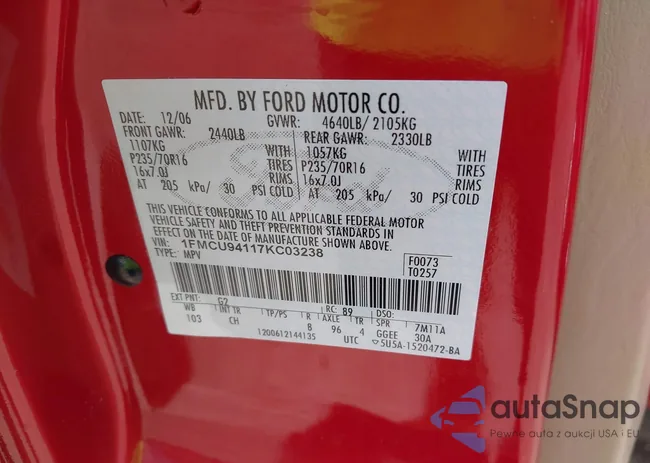 MFD. BY FORD MOTOR CO.
DATE: 12/06 GVWR: 4640LB/ 2105KG
FRONT GAWR: 2440LB REAR GAWR: 2330LB
1107KG WITH 1057KG WITH
P235/70R16 TIRES P235/70R16 TIRES
16x7.0J RIMS 16x7.0J RIMS
AT 205 kPa/ 30 PSI COLD AT 205 kPa/ 30 PSI COLD
THIS VEHICLE CONFORMS TO ALL APPLICABLE FEDERAL MOTOR
VEHICLE SAFETY AND THEFT PREVENTION STANDARDS IN
EFFECT ON THE DATE OF MANUFACTURE SHOWN ABOVE.
VIN: 1FMCU94117KC03238 F0073
TYPE: MPV T0257
EXT PNT: G2 RC: 89 DSO:
WB INT TR TP/PS R AXLE TR SPR 7M11A
103 CH 8 96 4 GGEE 30A
1200612144135 UTC 5U5A-1520472-BA
autaSnap
Pewne auta z aukcji USA i EU